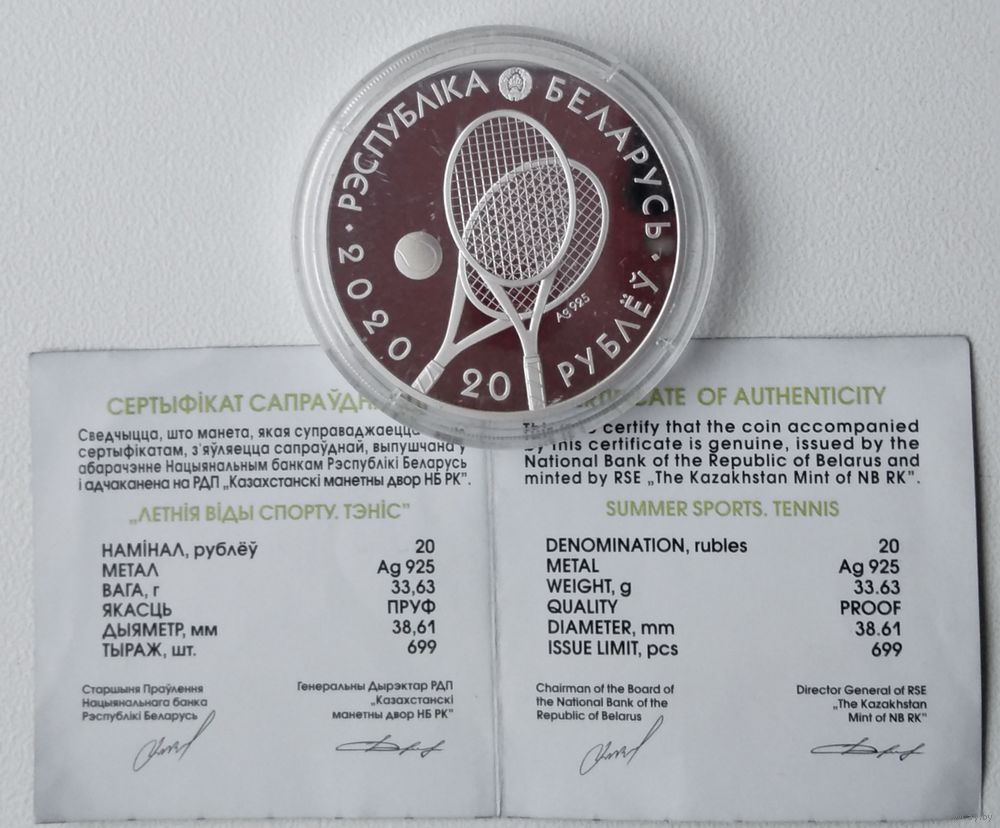 РЭСПУБЛІКА БЕЛАРУСЬ
2020
20 РУБЛЁЎ
Ag 925
СЕРТЫФІКАТ
Сведчыцца, што манета, якая суправаджаецца
сертыфікатам, з'яўляецца сапраўднай, выпушчана ў
абарачэнне Нацыянальным банкам Рэспублікі Беларусь
і адчаканена на РДП „Казахстанскі манетны двор НБ РК”.
„ЛЕТНІЯ ВІДЫ СПОРТУ. ТЭНІС”
НАМІНАЛ, рублёў 20
МЕТАЛ Ag 925
ВАГА, г 33,63
ЯКАСЦЬ ПРУФ
ДЫЯМЕТР, мм 38,61
ТЫРАЖ, шт. 699
Старшыня Праўлення
Нацыянальнага банка
Рэспублікі Беларусь
Генеральны Дырэктар РДП
„Казахстанскі
манетны двор НБ РК”
OF AUTHENTICITY
certify that the coin accompanied
this certificate is genuine, issued by the
National Bank of the Republic of Belarus and
minted by RSE „The Kazakhstan Mint of NB RK”.
SUMMER SPORTS. TENNIS
DENOMINATION, rubles 20
METAL Ag 925
WEIGHT, g 33.63
QUALITY PROOF
DIAMETER, mm 38.61
ISSUE LIMIT, pcs 699
Chairman of the Board of
the National Bank of the
Republic of Belarus
Director General of RSE
„The Kazakhstan
Mint of NB RK”